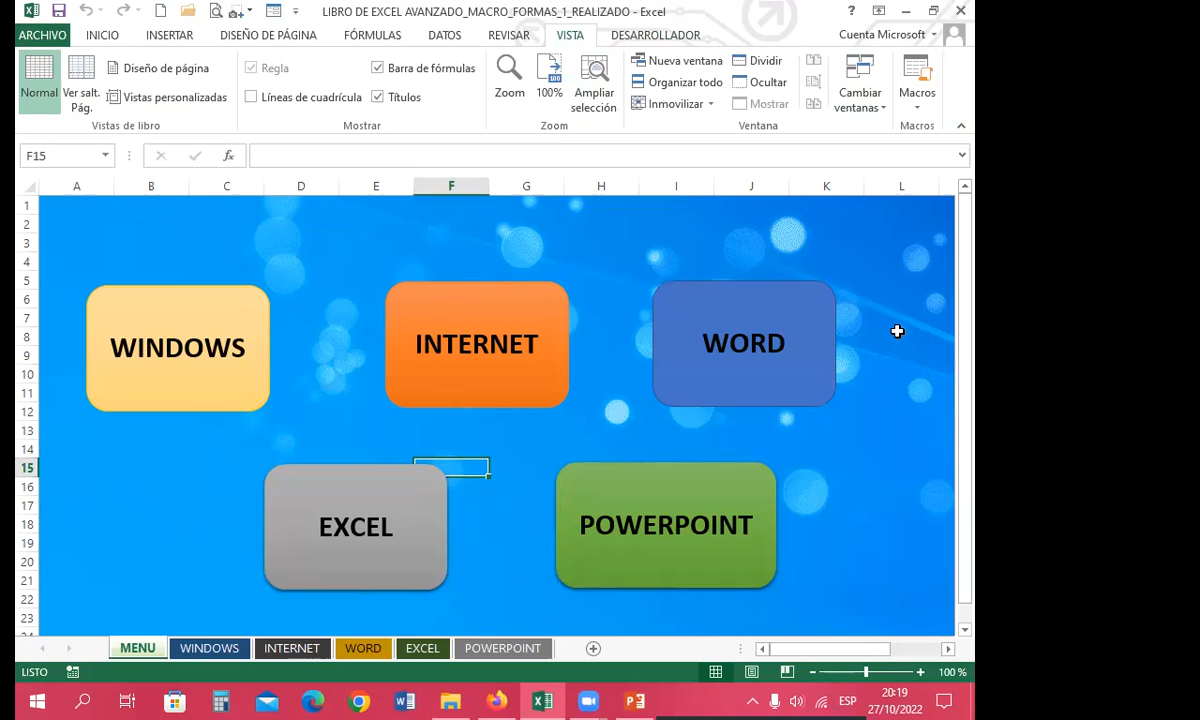 LIBRO DE EXCEL AVANZADO_MACRO_FORMAS_1_REALIZADO - Excel
ARCHIVO INICIO INSERTAR DISEÑO DE PÁGINA FÓRMULAS DATOS REVISAR VISTA DESARROLLADOR Cuenta Microsoft
Normal
Ver salt. Pág.
Diseño de página
Vistas personalizadas
Vistas de libro
Regla
Barra de fórmulas
Líneas de cuadrícula
Títulos
Mostrar
Zoom
100%
Ampliar selección
Zoom
Nueva ventana
Organizar todo
Inmovilizar
Dividir
Ocultar
Mostrar
Cambiar ventanas
Ventana
Macros
Macros
F15
fx
A B C D E F G H I J K L
1
2
3
4
5
6
7
8
9
10
11
12
13
14
15
16
17
18
19
20
21
22
23
24
WINDOWS
INTERNET
WORD
EXCEL
POWERPOINT
MENU WINDOWS INTERNET WORD EXCEL POWERPOINT
LISTO
100 %
ESP
20:19
27/10/2022